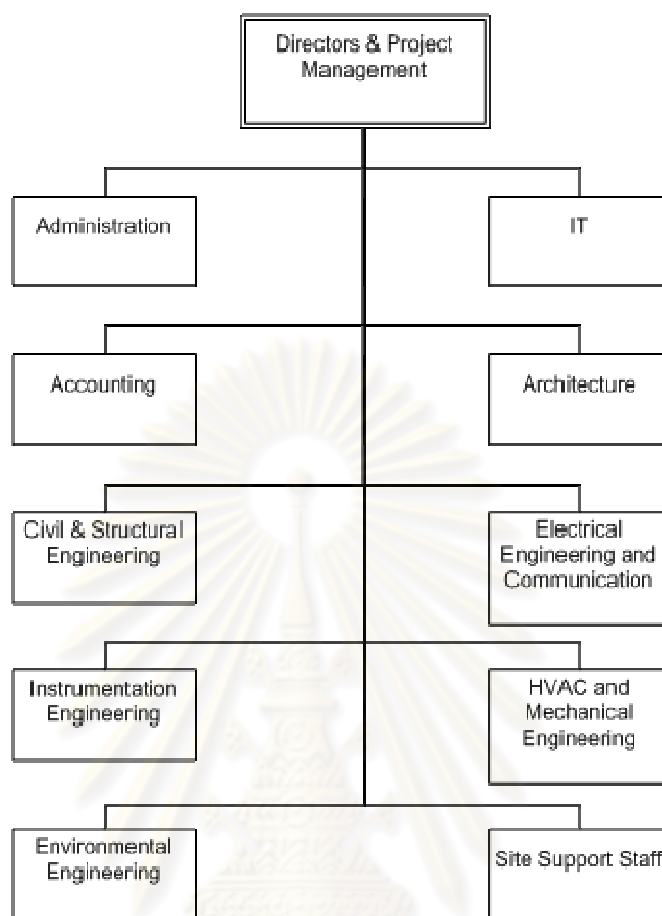 Directors & Project
Management
Administration
IT
Accounting
Architecture
Civil & Structural
Engineering
Electrical
Engineering and
Communication
Instrumentation
Engineering
HVAC and
Mechanical
Engineering
Environmental
Engineering
Site Support Staff